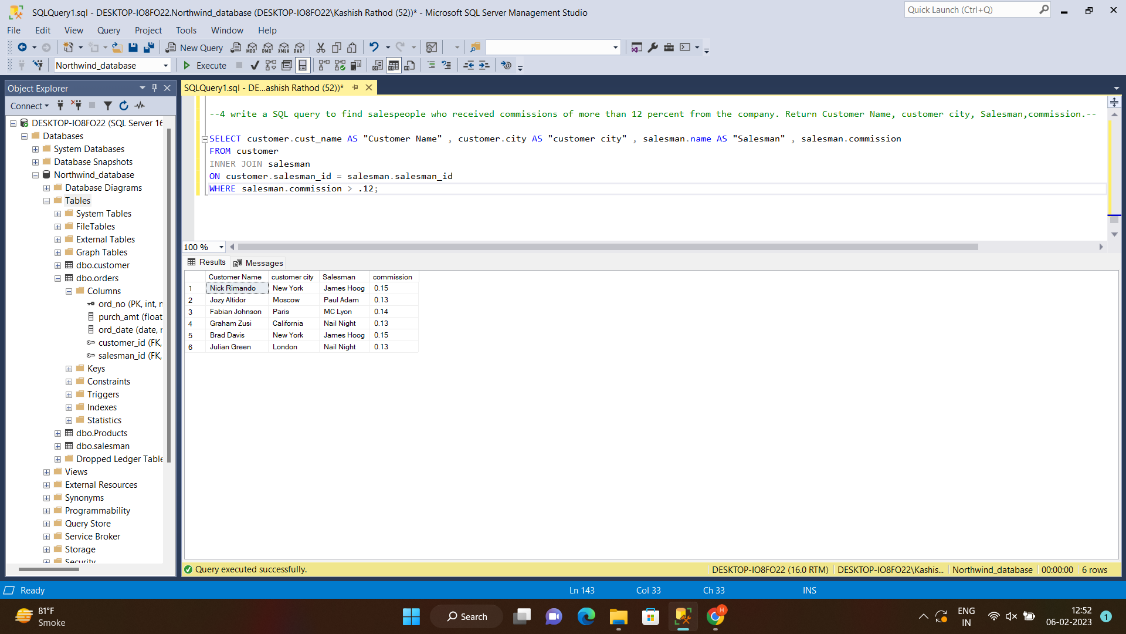 SQLQuery1.sql - DESKTOP-IO8FO22.Northwind_database (DESKTOP-IO8FO22\Kashish Rathod (52))* - Microsoft SQL Server Management Studio
Quick Launch (Ctrl+Q)
File Edit View Query Project Tools Window Help
New Query
Northwind_database Execute
Object Explorer
SQLQuery1.sql - DE...ashish Rathod (52))*
Connect
DESKTOP-IO8FO22 (SQL Server 16
Databases
System Databases
Database Snapshots
Northwind_database
Database Diagrams
Tables
System Tables
FileTables
External Tables
Graph Tables
dbo.customer
dbo.orders
Columns
ord_no (PK, int, n
purch_amt (float
ord_date (date, r
customer_id (FK,
salesman_id (FK,
Keys
Constraints
Triggers
Indexes
Statistics
dbo.Products
dbo.salesman
Dropped Ledger Table
Views
External Resources
Synonyms
Programmability
Query Store
Service Broker
Storage
Security
--4 write a SQL query to find salespeople who received commissions of more than 12 percent from the company. Return Customer Name, customer city, Salesman,commission.--
SELECT customer.cust_name AS "Customer Name" , customer.city AS "customer city" , salesman.name AS "Salesman" , salesman.commission
FROM customer
INNER JOIN salesman
ON customer.salesman_id = salesman.salesman_id
WHERE salesman.commission > .12;
100 %
Results Messages
Customer Name customer city Salesman commission
1 Nick Rimando New York James Hoog 0.15
2 Jozy Altidor Moscow Paul Adam 0.13
3 Fabian Johnson Paris MC Lyon 0.14
4 Graham Zusi California Nail Night 0.13
5 Brad Davis New York James Hoog 0.15
6 Julian Green London Nail Night 0.13
Query executed successfully. DESKTOP-IO8FO22 (16.0 RTM) DESKTOP-IO8FO22\Kashis... Northwind_database 00:00:00 6 rows
Ready Ln 143 Col 33 Ch 33 INS
81°F
Smoke
Search
ENG
IN
12:52
06-02-2023
1